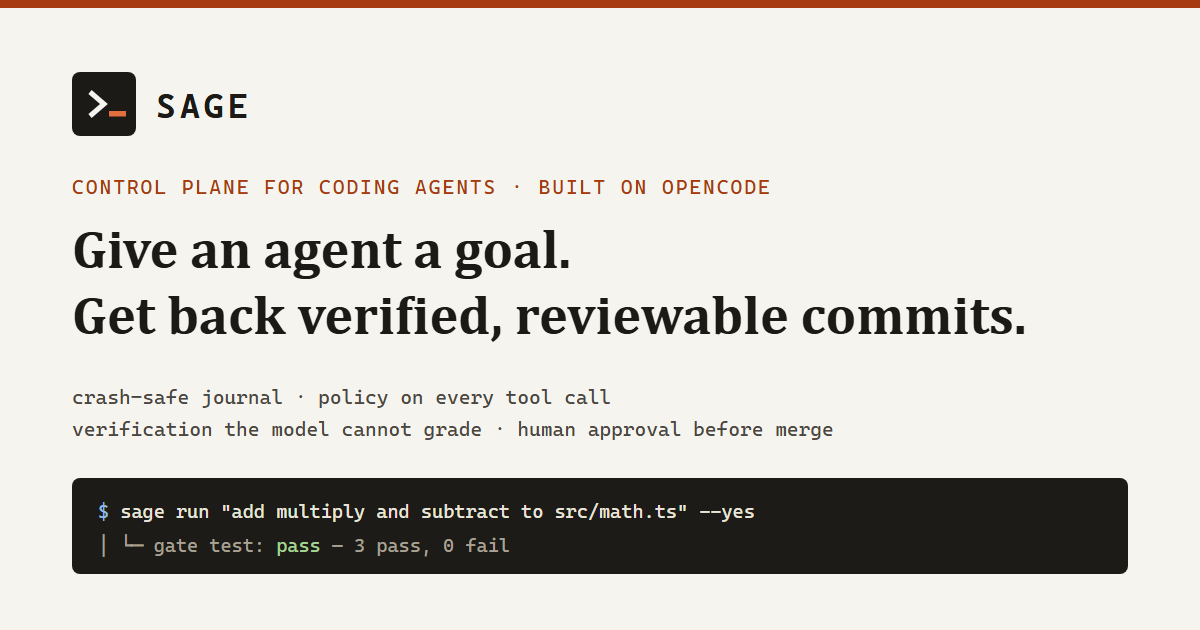 SAGE
CONTROL PLANE FOR CODING AGENTS · BUILT ON OPENCODE
Give an agent a goal.
Get back verified, reviewable commits.
crash-safe journal · policy on every tool call
verification the model cannot grade · human approval before merge
$ sage run "add multiply and subtract to src/math.ts" --yes
│ └─ gate test: pass — 3 pass, 0 fail